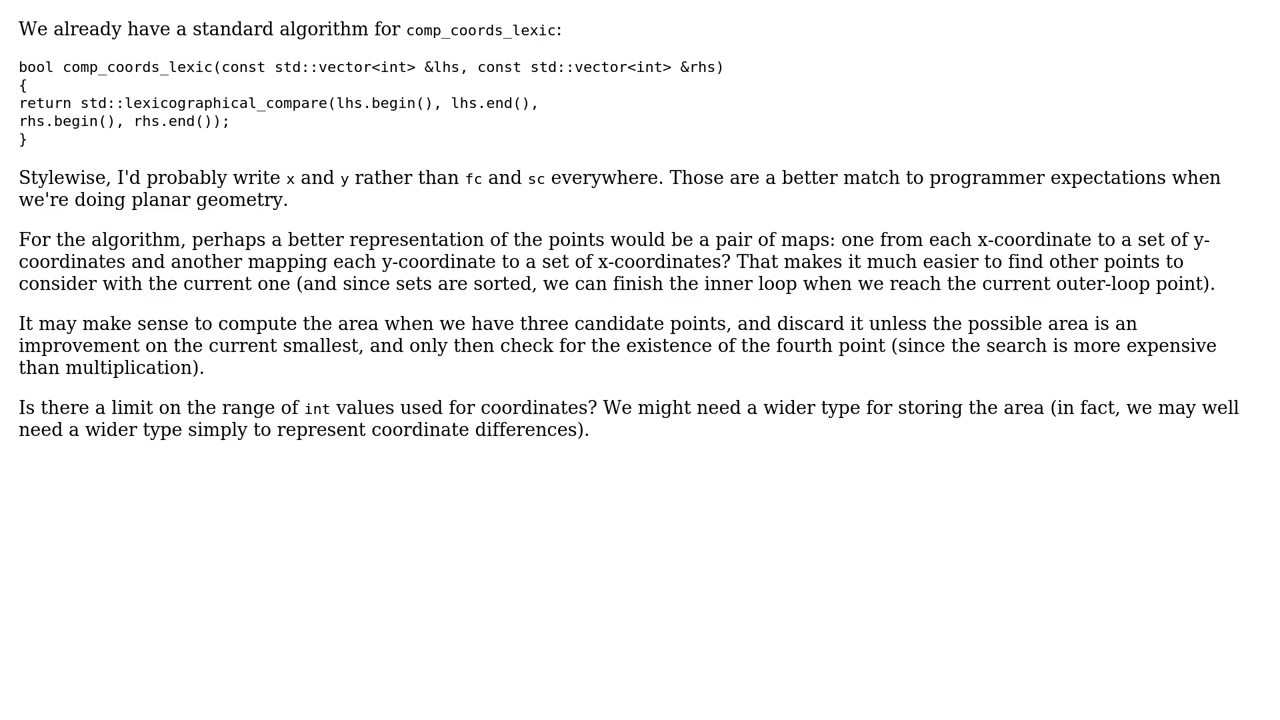 We already have a standard algorithm for comp_coords_lexic:
bool comp_coords_lexic(const std::vector<int> &lhs, const std::vector<int> &rhs)
{
return std::lexicographical_compare(lhs.begin(), lhs.end(),
rhs.begin(), rhs.end());
}
Stylewise, I'd probably write x and y rather than fc and sc everywhere. Those are a better match to programmer expectations when
we're doing planar geometry.
For the algorithm, perhaps a better representation of the points would be a pair of maps: one from each x-coordinate to a set of y-
coordinates and another mapping each y-coordinate to a set of x-coordinates? That makes it much easier to find other points to
consider with the current one (and since sets are sorted, we can finish the inner loop when we reach the current outer-loop point).
It may make sense to compute the area when we have three candidate points, and discard it unless the possible area is an
improvement on the current smallest, and only then check for the existence of the fourth point (since the search is more expensive
than multiplication).
Is there a limit on the range of int values used for coordinates? We might need a wider type for storing the area (in fact, we may well
need a wider type simply to represent coordinate differences).